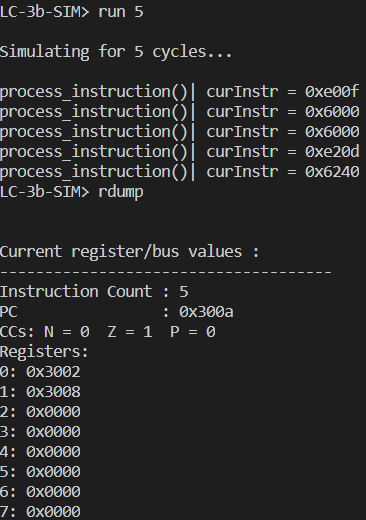 LC-3b-SIM> run 5
Simulating for 5 cycles...
process_instruction()| curInstr = 0xe00f
process_instruction()| curInstr = 0x6000
process_instruction()| curInstr = 0x6000
process_instruction()| curInstr = 0xe20d
process_instruction()| curInstr = 0x6240
LC-3b-SIM> rdump
Current register/bus values :
-------------------------------------
Instruction Count : 5
PC                : 0x300a
CCs: N = 0  Z = 1  P = 0
Registers:
0: 0x3002
1: 0x3008
2: 0x0000
3: 0x0000
4: 0x0000
5: 0x0000
6: 0x0000
7: 0x0000